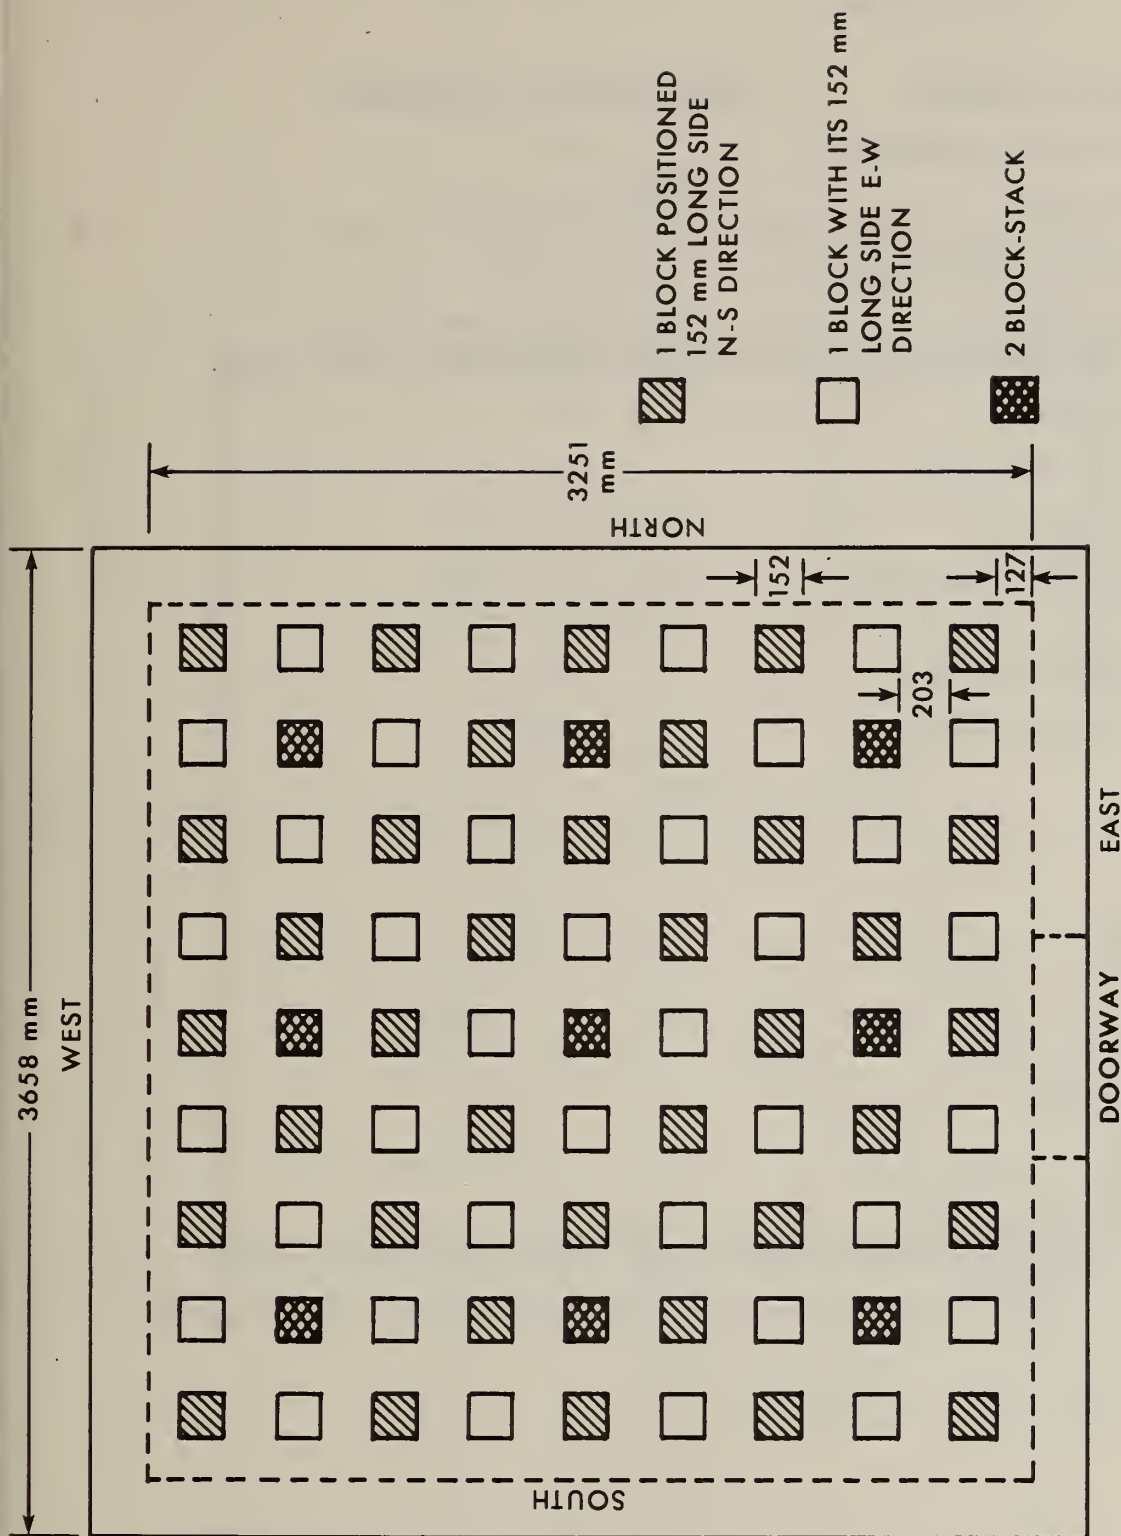 3658 mm
WEST
NORTH
3251
mm
152
127
203
SOUTH
DOORWAY
EAST
1 BLOCK POSITIONED
152 mm LONG SIDE
N-S DIRECTION
1 BLOCK WITH ITS 152 mm
LONG SIDE E-W
DIRECTION
2 BLOCK-STACK